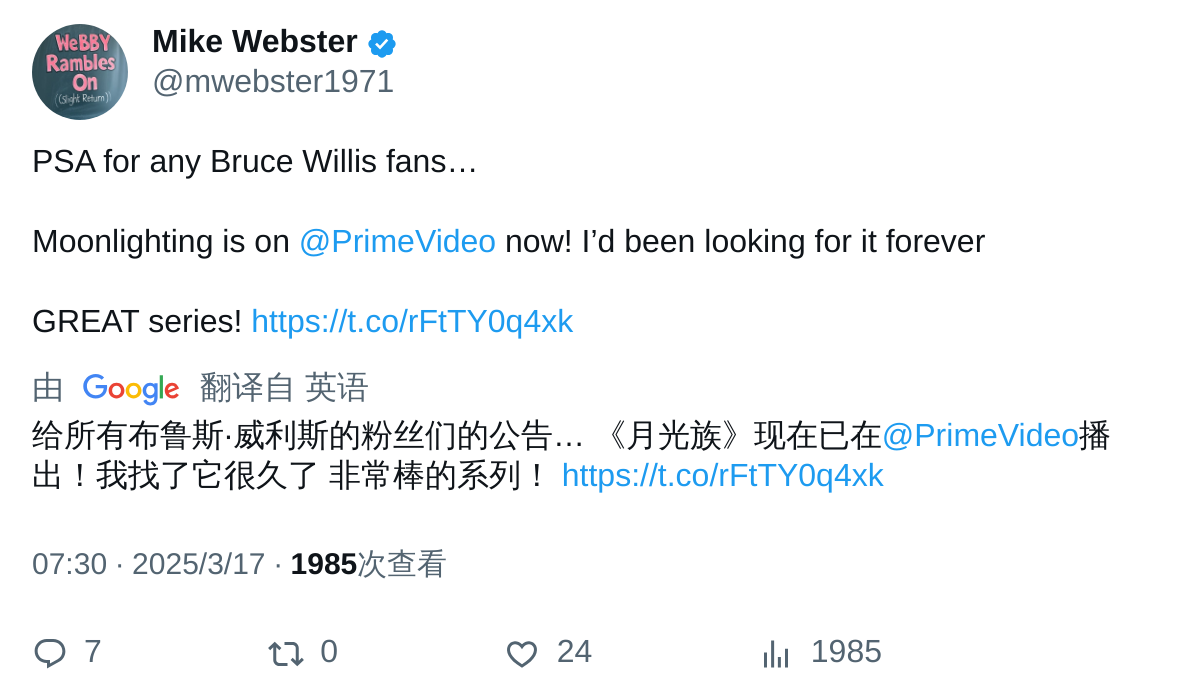 WeBBY
Rambles
On
((Slight Return))
Mike Webster
@mwebster1971
PSA for any Bruce Willis fans…
Moonlighting is on @PrimeVideo now! I’d been looking for it forever
GREAT series! https://t.co/rFtTY0q4xk
由 Google 翻译自 英语
给所有布鲁斯·威利斯的粉丝们的公告… 《月光族》现在已在@PrimeVideo播
出！我找了它很久了 非常棒的系列！ https://t.co/rFtTY0q4xk
07:30 · 2025/3/17 · 1985次查看
7 0 24 1985